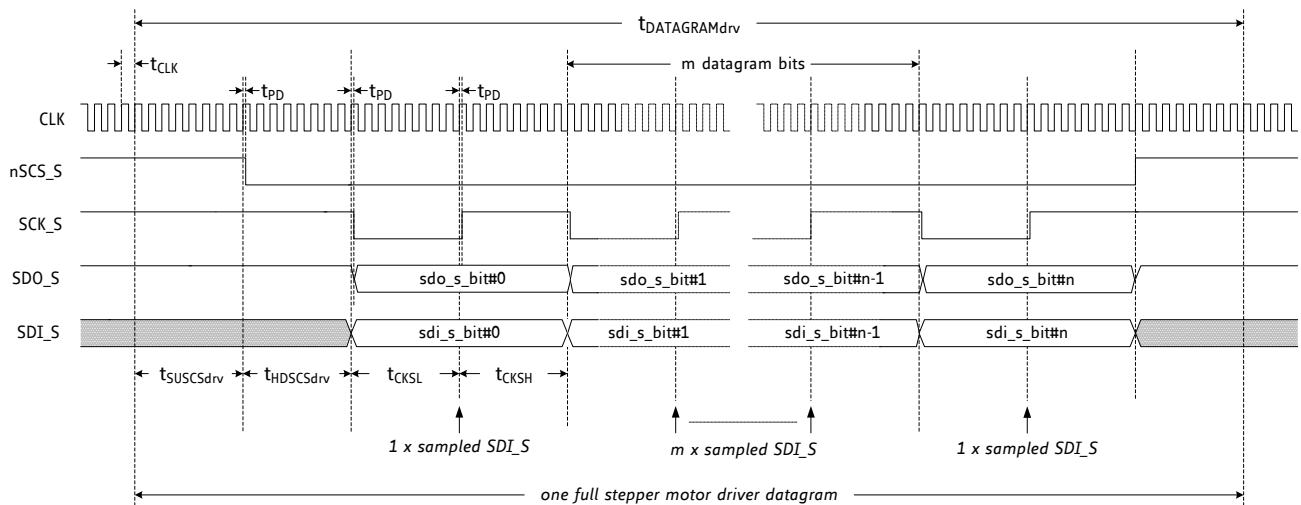 tDATAGRAMdrv
tCLK
m datagram bits
tPD tPD tPD
CLK
nSCS_S
SCK_S
SDO_S sdo_s_bit#0 sdo_s_bit#1 sdo_s_bit#n-1 sdo_s_bit#n
SDI_S sdi_s_bit#0 sdi_s_bit#1 sdi_s_bit#n-1 sdi_s_bit#n
tSUSCSdrv tHDSCSdrv tCKSL tCKSH
1 x sampled SDI_S m x sampled SDI_S 1 x sampled SDI_S
one full stepper motor driver datagram